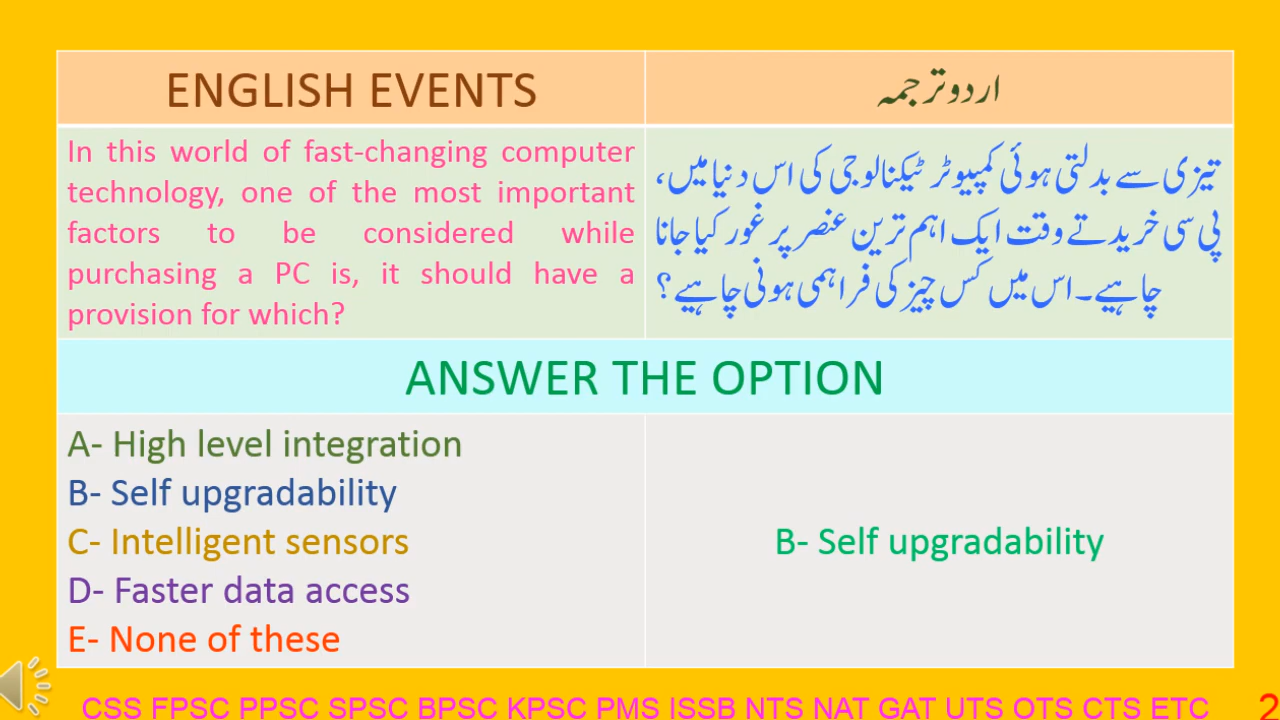 ENGLISH EVENTS
اردو ترجمہ
In this world of fast-changing computer
technology, one of the most important
factors to be considered while
purchasing a PC is, it should have a
provision for which?
تیزی سے بدلتی ہوئی کمپیوٹر ٹیکنالوجی کی اس دنیا میں،
پی سی خریدتے وقت ایک اہم ترین عنصر پر غور کیا جانا
چاہیے۔ اس میں کس چیز کی فراہمی ہونی چاہیے؟
ANSWER THE OPTION
A- High level integration
B- Self upgradability
C- Intelligent sensors
D- Faster data access
E- None of these
B- Self upgradability
CSS FPSC PPSC SPSC BPSC KPSC PMS ISSB NTS NAT GAT UTS OTS CTS ETC
2